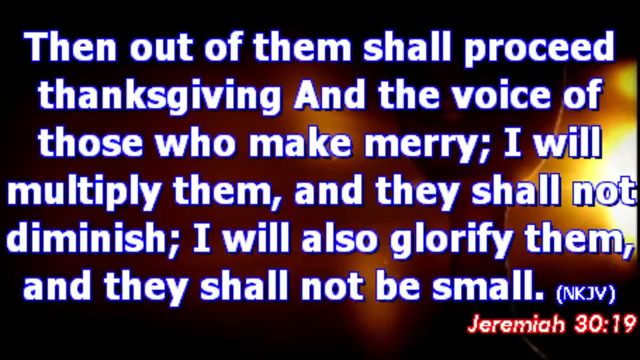 Then out of them shall proceed
thanksgiving And the voice of
those who make merry; I will
multiply them, and they shall not
diminish; I will also glorify them,
and they shall not be small. (NKJV)
Jeremiah 30:19